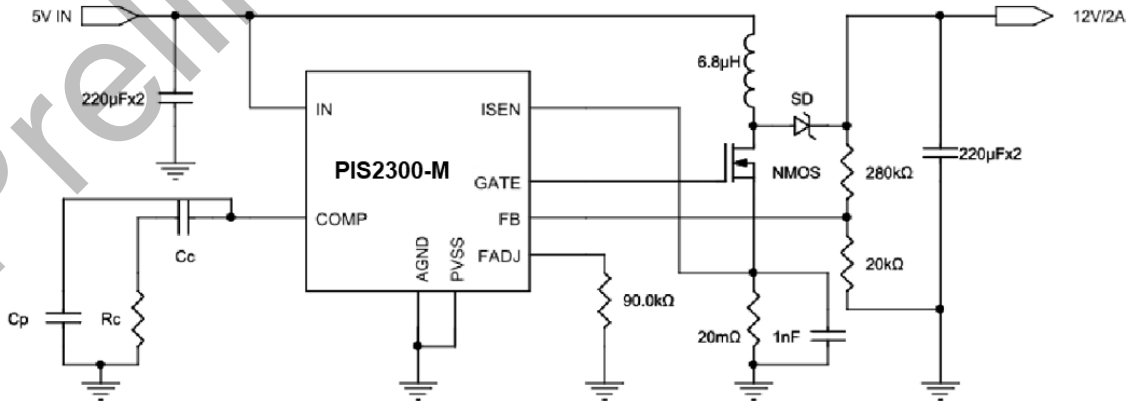 5V IN
12V/2A
6.8µH
220µFx2
IN
ISEN
SD
PIS2300-M
NMOS
280kΩ
220µFx2
GATE
COMP
FB
Cc
AGND
PVSS
FADJ
20kΩ
90.0kΩ
Cp
Rc
20mΩ
1nF